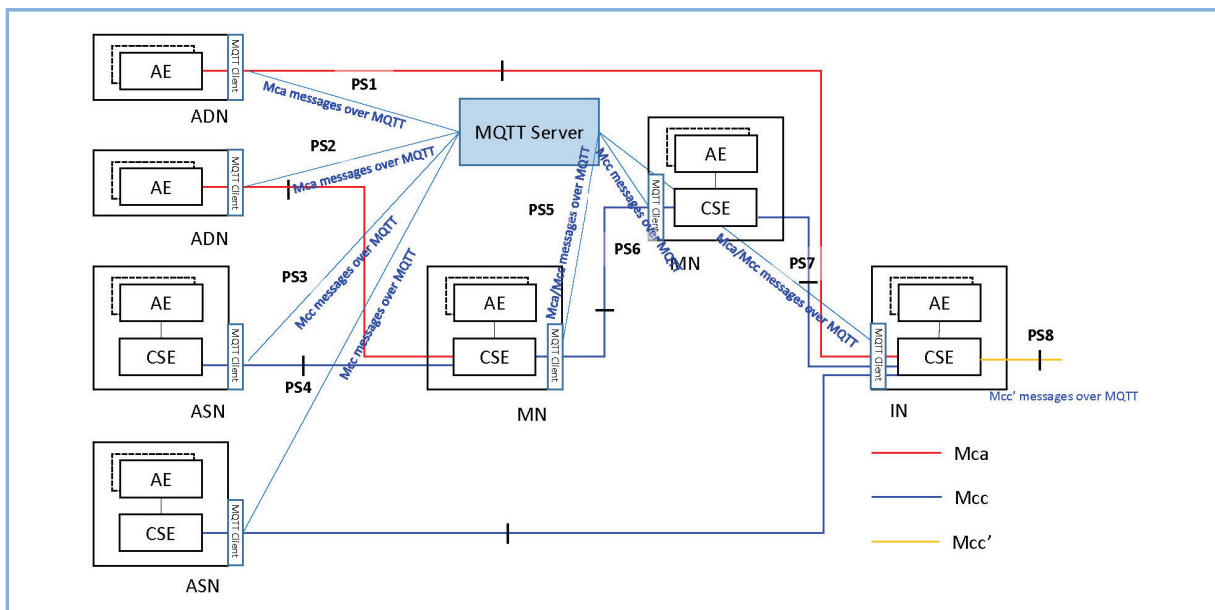 AE
MQTT Client
ADN
PS1
Mca messages over MQTT
MQTT Server
AE
MQTT Client
ADN
PS2
Mca messages over MQTT
AE
CSE
MQTT Client
MN
PS3
Mcc messages over MQTT
PS5
Mca/Mcc messages over MQTT
Mcc messages over MQTT
PS6
AE
CSE
MQTT Client
ASN
PS4
Mcc messages over MQTT
AE
CSE
MQTT Client
MN
Mca/Mcc messages over MQTT
PS7
AE
CSE
MQTT Client
IN
PS8
Mcc' messages over MQTT
AE
CSE
MQTT Client
ASN
Mca
Mcc
Mcc'